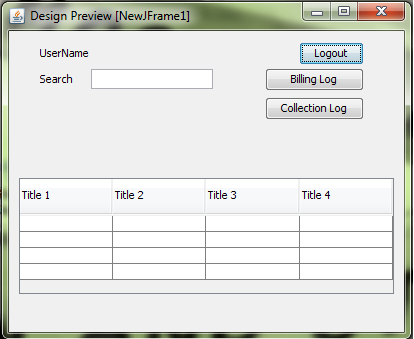 Design Preview [NewJFrame1]
UserName Logout
Search Billing Log
Collection Log
Title 1 Title 2 Title 3 Title 4